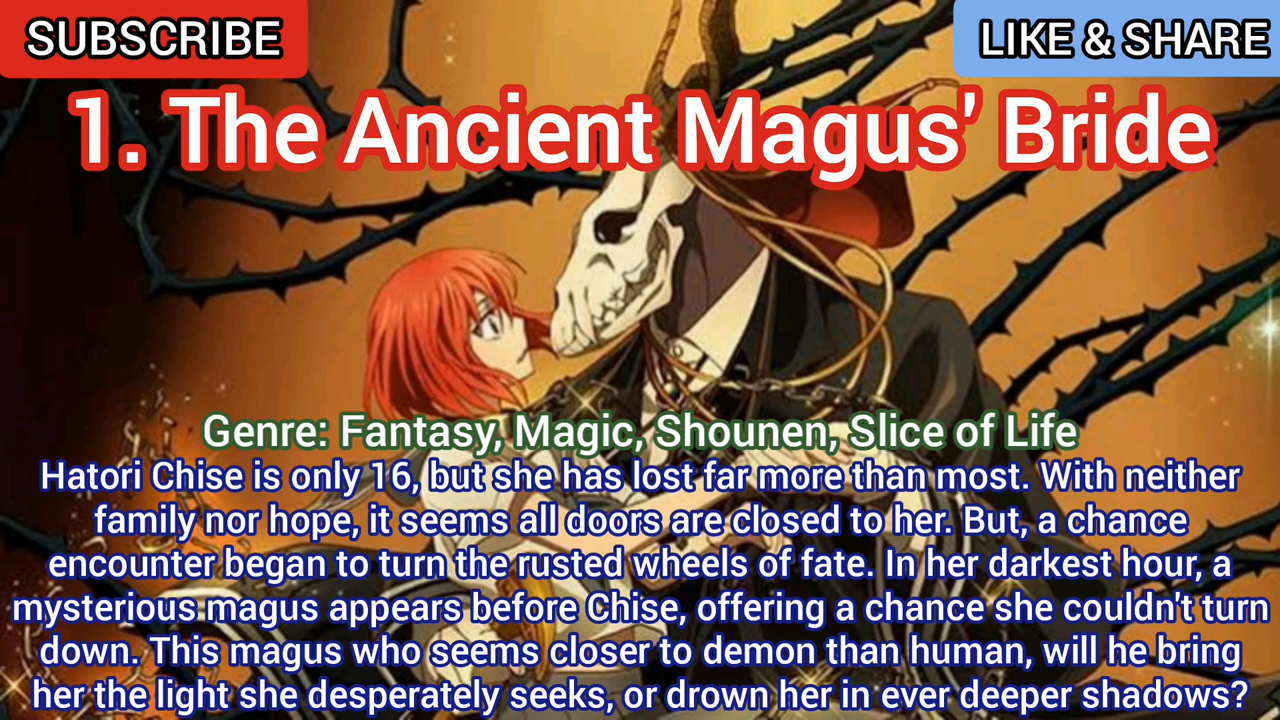 SUBSCRIBE
LIKE & SHARE
1. The Ancient Magus' Bride
Genre: Fantasy, Magic, Shounen, Slice of Life
Hatori Chise is only 16, but she has lost far more than most. With neither
family nor hope, it seems all doors are closed to her. But, a chance
encounter began to turn the rusted wheels of fate. In her darkest hour, a
mysterious magus appears before Chise, offering a chance she couldn't turn
down. This magus who seems closer to demon than human, will he bring
her the light she desperately seeks, or drown her in ever deeper shadows?